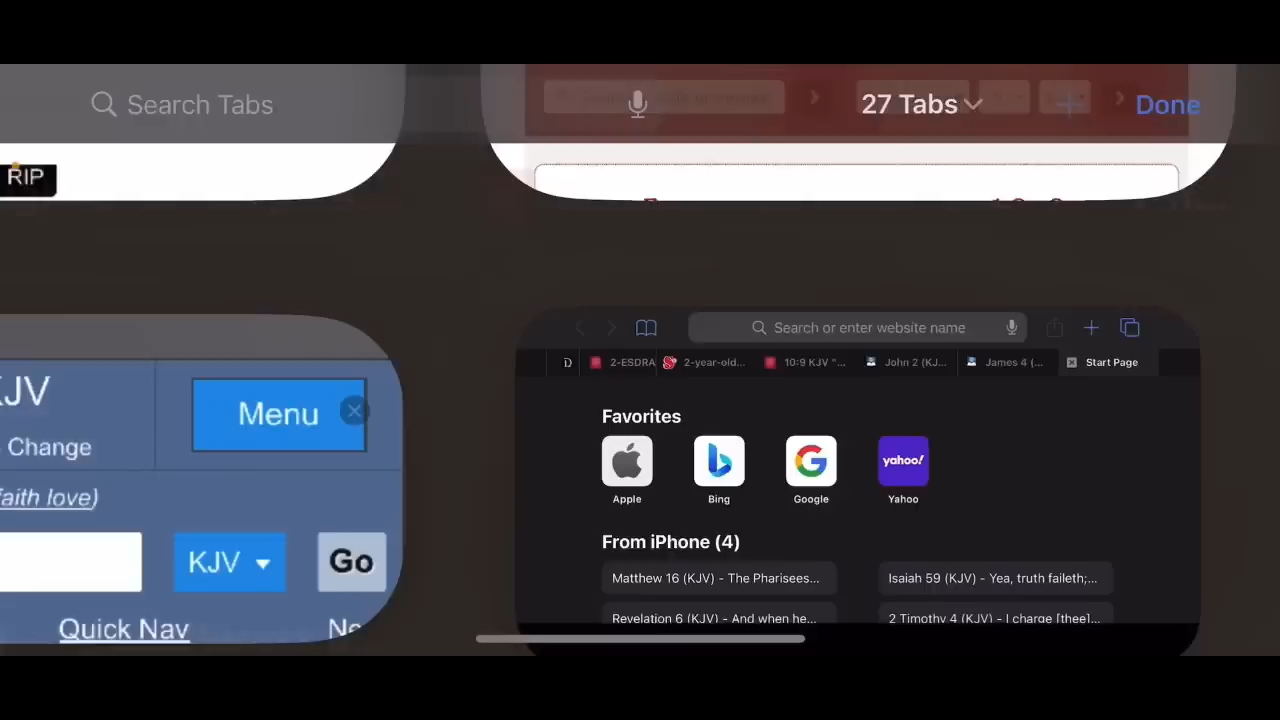 Search Tabs
27 Tabs
Done
RIP
KJV
Menu
Change
faith love)
KJV
Go
Quick Nav
Search or enter website name
D
2-ESDRA
2-year-old...
10:9 KJV "...
John 2 (KJ...
James 4 (...
Start Page
Favorites
Apple
Bing
Google
yahoo!
Yahoo
From iPhone (4)
Matthew 16 (KJV) - The Pharisees...
Isaiah 59 (KJV) - Yea, truth faileth;...
Revelation 6 (KJV) - And when he...
2 Timothy 4 (KJV) - I charge [thee]...